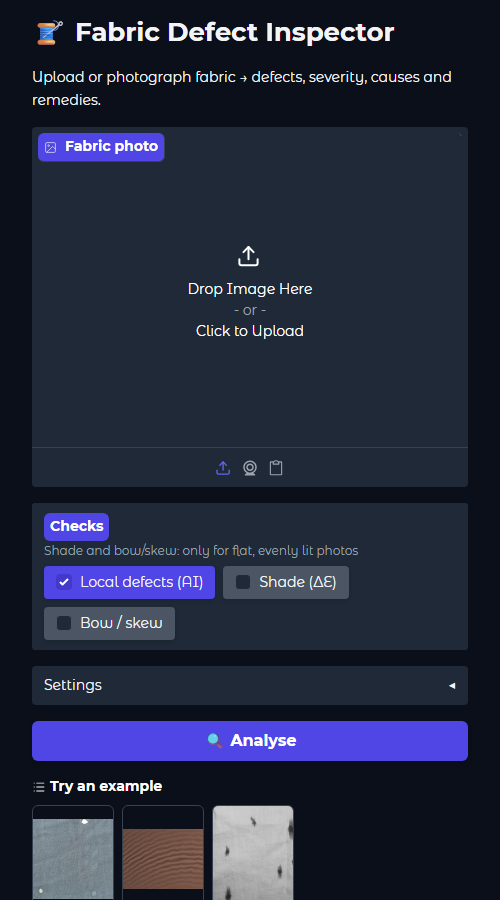 Fabric Defect Inspector
Upload or photograph fabric → defects, severity, causes and
remedies.
Fabric photo
Drop Image Here
- or -
Click to Upload
Checks
Shade and bow/skew: only for flat, evenly lit photos
Local defects (AI)
Shade (ΔE)
Bow / skew
Settings
Analyse
Try an example